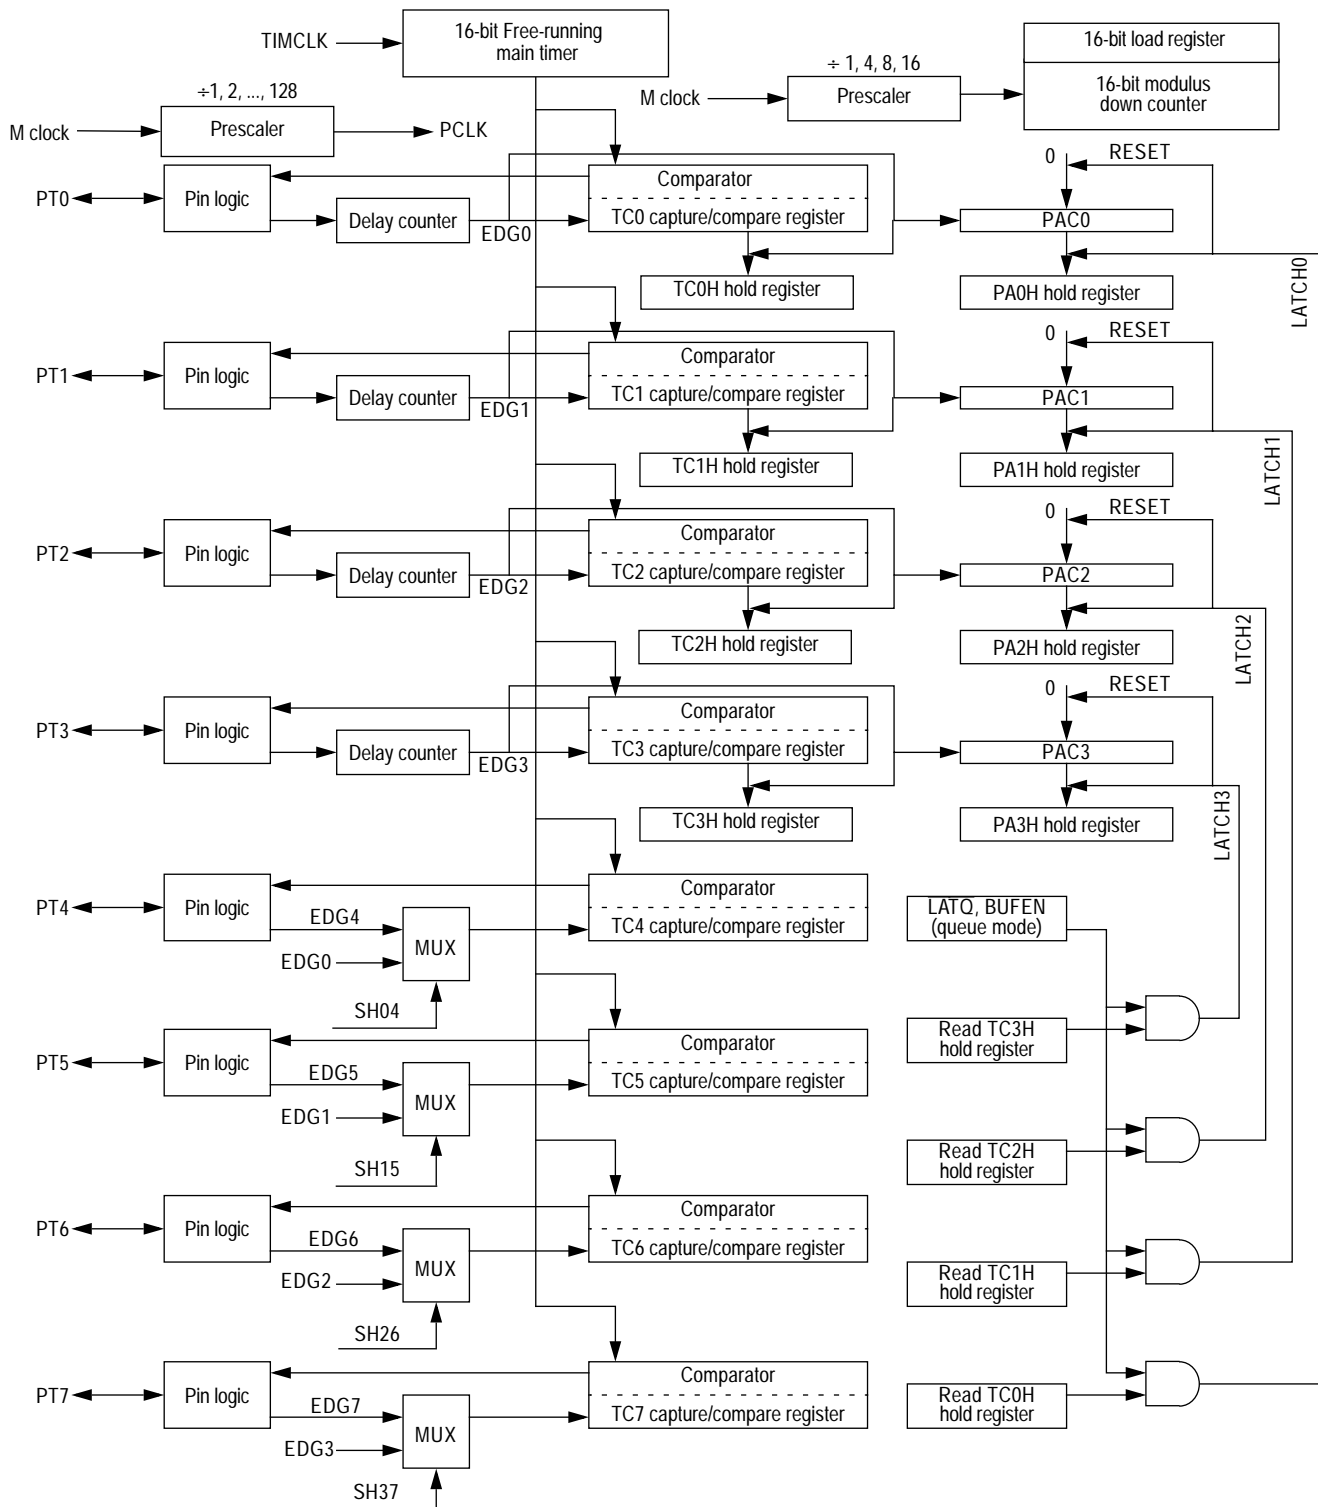 TIMCLK
16-bit Free-running
main timer
16-bit load register
16-bit modulus
down counter
÷ 1, 4, 8, 16
M clock
Prescaler
÷1, 2, ..., 128
M clock
Prescaler
PCLK
PT0
Pin logic
Delay counter
EDG0
Comparator
TC0 capture/compare register
TC0H hold register
0
RESET
PAC0
PA0H hold register
LATCH0
PT1
Pin logic
Delay counter
EDG1
Comparator
TC1 capture/compare register
TC1H hold register
0
RESET
PAC1
PA1H hold register
LATCH1
PT2
Pin logic
Delay counter
EDG2
Comparator
TC2 capture/compare register
TC2H hold register
0
RESET
PAC2
PA2H hold register
LATCH2
PT3
Pin logic
Delay counter
EDG3
Comparator
TC3 capture/compare register
TC3H hold register
0
RESET
PAC3
PA3H hold register
LATCH3
PT4
Pin logic
EDG4
EDG0
MUX
SH04
Comparator
TC4 capture/compare register
LATQ, BUFEN
(queue mode)
Read TC3H
hold register
PT5
Pin logic
EDG5
EDG1
MUX
SH15
Comparator
TC5 capture/compare register
Read TC2H
hold register
PT6
Pin logic
EDG6
EDG2
MUX
SH26
Comparator
TC6 capture/compare register
Read TC1H
hold register
PT7
Pin logic
EDG7
EDG3
MUX
SH37
Comparator
TC7 capture/compare register
Read TC0H
hold register